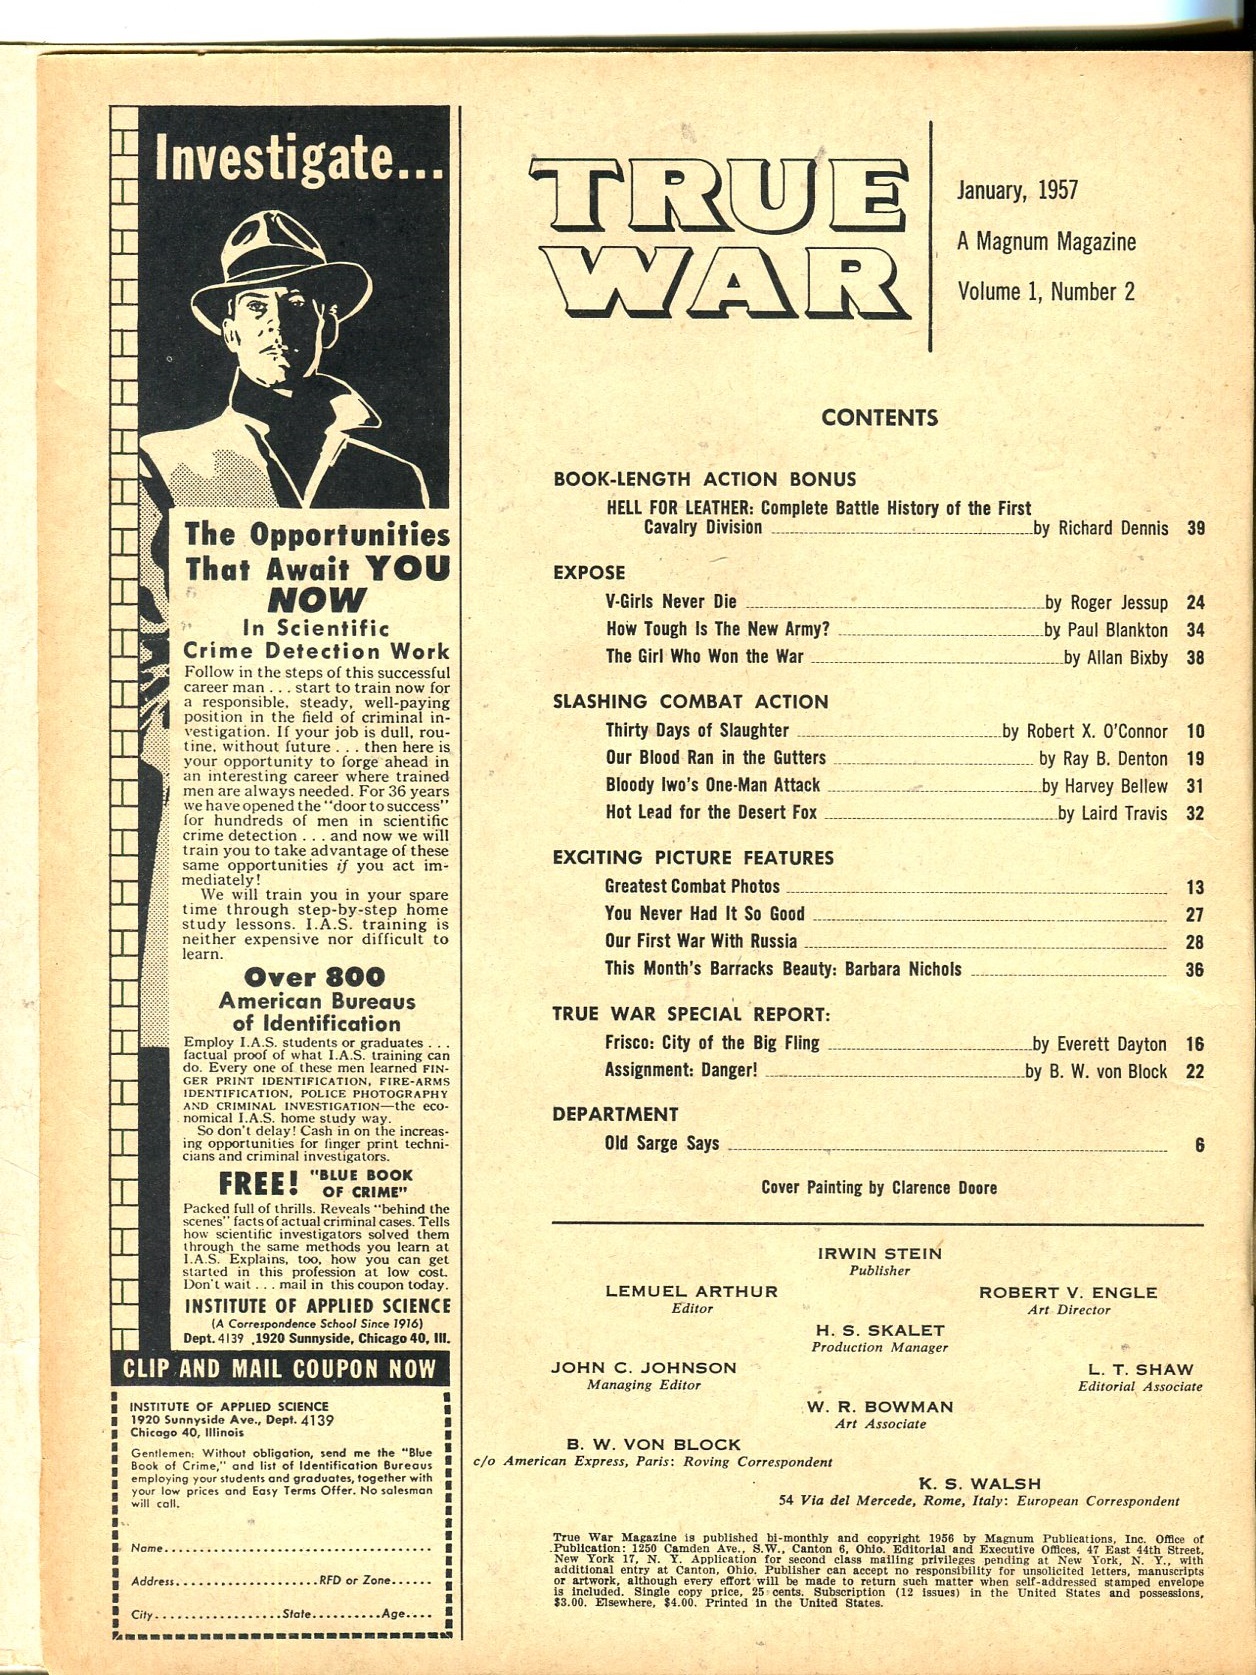 Investigate...
The Opportunities
That Await YOU
NOW
In Scientific
Crime Detection Work
Follow in the steps of this successful
career man . . . start to train now for
a responsible, steady, well-paying
position in the field of criminal in-
vestigation. If your job is dull, rou-
tine, without future . . . then here is
your opportunity to forge ahead in
an interesting career where trained
men are always needed. For 36 years
we have opened the "door to success"
for hundreds of men in scientific
crime detection . . . and now we will
train you to take advantage of these
same opportunities if you act im-
mediately!
We will train you in your spare
time through step-by-step home
study lessons. I.A.S. training is
neither expensive nor difficult to
learn.
Over 800
American Bureaus
of Identification
Employ I.A.S. students or graduates . . .
factual proof of what I.A.S. training can
do. Every one of these men learned FIN-
GER PRINT IDENTIFICATION, FIRE-ARMS
IDENTIFICATION, POLICE PHOTOGRAPHY
AND CRIMINAL INVESTIGATION—the eco-
nomical I.A.S. home study way.
So don't delay! Cash in on the increas-
ing opportunities for finger print techni-
cians and criminal investigators.
FREE! "BLUE BOOK
OF CRIME"
Packed full of thrills. Reveals "behind the
scenes" facts of actual criminal cases. Tells
how scientific investigators solved them
through the same methods you learn at
I.A.S. Explains, too, how you can get
started in this profession at low cost.
Don't wait . . . mail in this coupon today.
INSTITUTE OF APPLIED SCIENCE
(A Correspondence School Since 1916)
Dept. 4139 , 1920 Sunnyside, Chicago 40, Ill.
CLIP AND MAIL COUPON NOW
INSTITUTE OF APPLIED SCIENCE
1920 Sunnyside Ave., Dept. 4139
Chicago 40, Illinois
Gentlemen: Without obligation, send me the "Blue
Book of Crime," and list of Identification Bureaus
employing your students and graduates, together with
your low prices and Easy Terms Offer. No salesman
will call.
Name
Address RFD or Zone
City State Age
TRUE
WAR
January, 1957
A Magnum Magazine
Volume 1, Number 2
CONTENTS
BOOK-LENGTH ACTION BONUS
HELL FOR LEATHER: Complete Battle History of the First
Cavalry Division by Richard Dennis 39
EXPOSE
V-Girls Never Die by Roger Jessup 24
How Tough Is The New Army? by Paul Blankton 34
The Girl Who Won the War by Allan Bixby 38
SLASHING COMBAT ACTION
Thirty Days of Slaughter by Robert X. O'Connor 10
Our Blood Ran in the Gutters by Ray B. Denton 19
Bloody Iwo's One-Man Attack by Harvey Bellew 31
Hot Lead for the Desert Fox by Laird Travis 32
EXCITING PICTURE FEATURES
Greatest Combat Photos 13
You Never Had It So Good 27
Our First War With Russia 28
This Month's Barracks Beauty: Barbara Nichols 36
TRUE WAR SPECIAL REPORT:
Frisco: City of the Big Fling by Everett Dayton 16
Assignment: Danger! by B. W. von Block 22
DEPARTMENT
Old Sarge Says 6
Cover Painting by Clarence Doore
IRWIN STEIN
Publisher
LEMUEL ARTHUR
Editor
ROBERT V. ENGLE
Art Director
H. S. SKALET
Production Manager
JOHN C. JOHNSON
Managing Editor
L. T. SHAW
Editorial Associate
W. R. BOWMAN
Art Associate
B. W. VON BLOCK
c/o American Express, Paris: Roving Correspondent
K. S. WALSH
54 Via del Mercede, Rome, Italy: European Correspondent
True War Magazine is published bi-monthly and copyright 1956 by Magnum Publications, Inc. Office of
Publication: 1250 Camden Ave., S.W., Canton 6, Ohio. Editorial and Executive Offices, 47 East 44th Street,
New York 17, N. Y. Application for second class mailing privileges pending at New York, N. Y., with
additional entry at Canton, Ohio. Publisher can accept no responsibility for unsolicited letters, manuscripts
or artwork, although every effort will be made to return such matter when self-addressed stamped envelope
is included. Single copy price, 25 cents. Subscription (12 issues) in the United States and possessions,
$3.00. Elsewhere, $4.00. Printed in the United States.